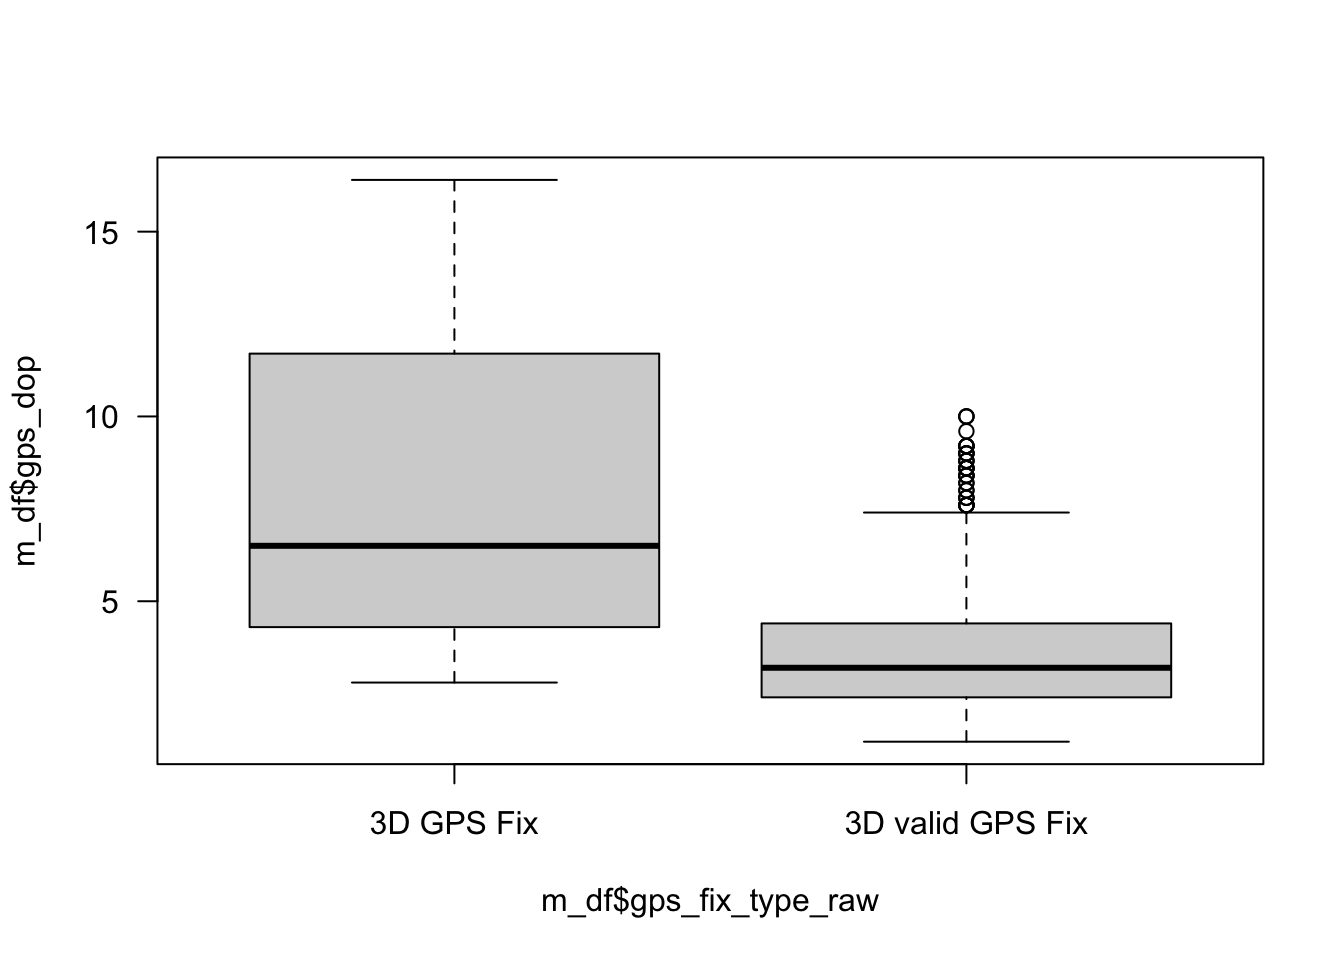 m_df$gps_dop
15
10
5
3D GPS Fix
3D valid GPS Fix
m_df$gps_fix_type_raw